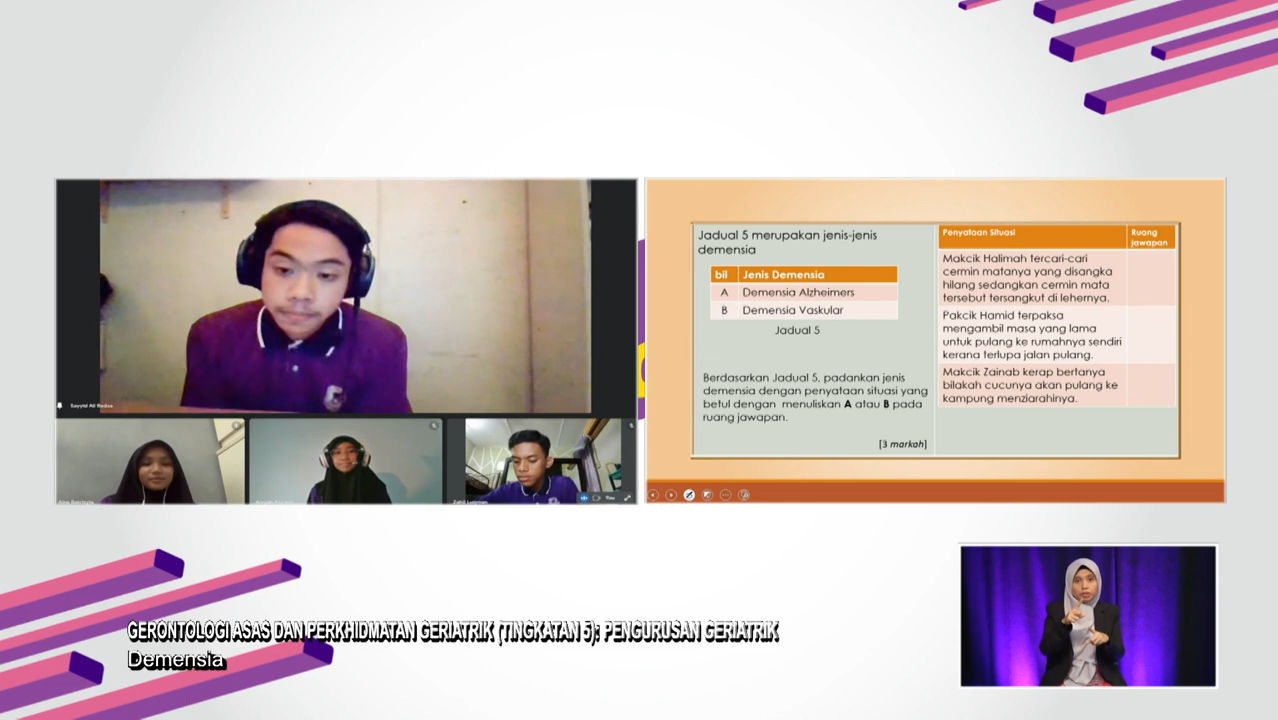 Sayyid Ali Redua
You
Jadual 5 merupakan jenis-jenis
demensia
bil Jenis Demensia
A Demensia Alzheimers
B Demensia Vaskular
Jadual 5
Berdasarkan Jadual 5, padankan jenis
demensia dengan penyataan situasi yang
betul dengan menuliskan A atau B pada
ruang jawapan.
[3 markah]
Penyataan Situasi
Ruang
jawapan
Makcik Halimah tercari-cari
cermin matanya yang disangka
hilang sedangkan cermin mata
tersebut tersangkut di lehernya.
Pakcik Hamid terpaksa
mengambil masa yang lama
untuk pulang ke rumahnya sendiri
kerana terlupa jalan pulang.
Makcik Zainab kerap bertanya
bilakah cucunya akan pulang ke
kampung menziarahinya.
GERONTOLOGI ASAS DAN PERKHIDMATAN GERIATRIK (TINGKATAN 5): PENGURUSAN GERIATRIK
Demensia